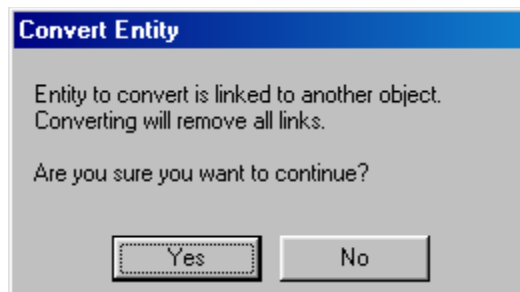 Convert Entity
Entity to convert is linked to another object.
Converting will remove all links.
Are you sure you want to continue?
Yes
No